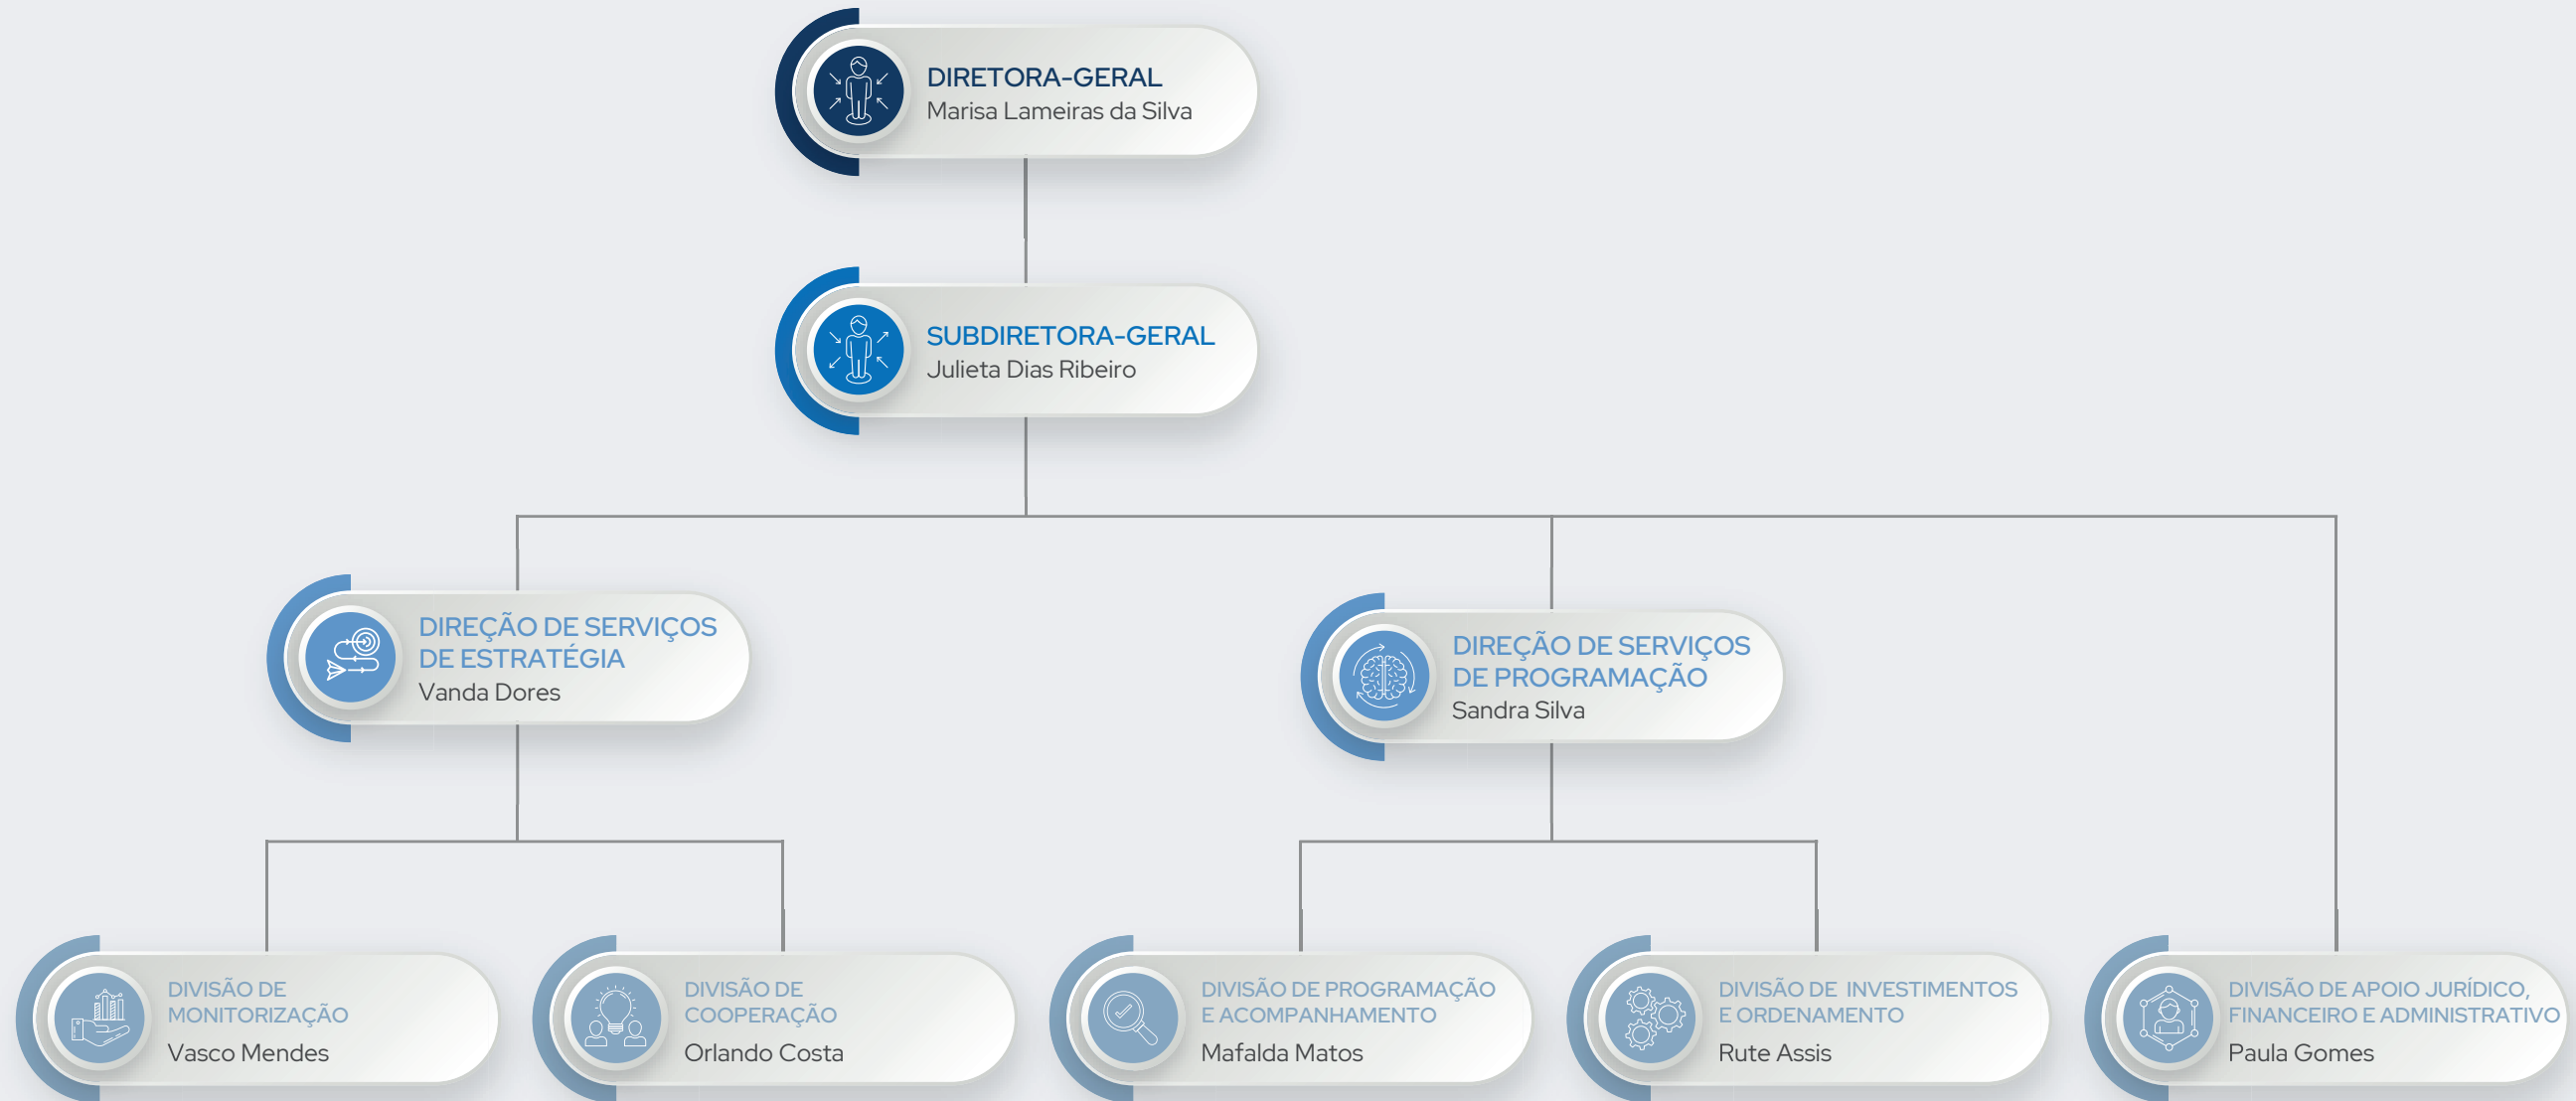 DIRETORA-GERAL
Marisa Lameiras da Silva
SUBDIRETORA-GERAL
Julieta Dias Ribeiro
DIREÇÃO DE SERVIÇOS
DE ESTRATÉGIA
Vanda Dores
DIREÇÃO DE SERVIÇOS
DE PROGRAMAÇÃO
Sandra Silva
DIVISÃO DE
MONITORIZAÇÃO
Vasco Mendes
DIVISÃO DE
COOPERAÇÃO
Orlando Costa
DIVISÃO DE PROGRAMAÇÃO
E ACOMPANHAMENTO
Mafalda Matos
DIVISÃO DE INVESTIMENTOS
E ORDENAMENTO
Rute Assis
DIVISÃO DE APOIO JURÍDICO,
FINANCEIRO E ADMINISTRATIVO
Paula Gomes